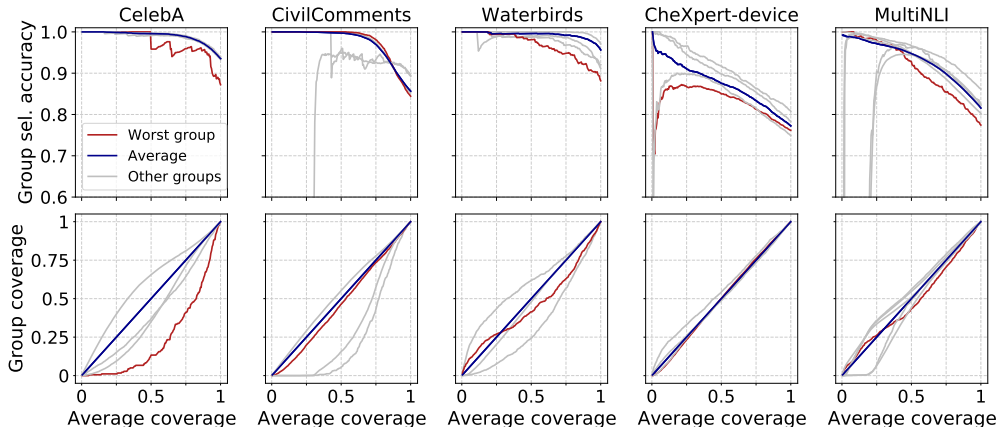 CelebA CivilComments Waterbirds CheXpert-device MultiNLI
Group sel. accuracy
1.0
0.9
0.8
0.7
0.6
Worst group
Average
Other groups
Group coverage
1
0.75
0.5
0.25
0
0 0.5 1 0 0.5 1 0 0.5 1 0 0.5 1 0 0.5 1
Average coverage Average coverage Average coverage Average coverage Average coverage